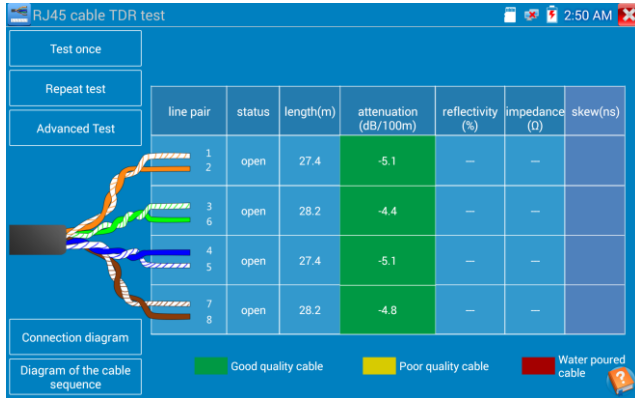 RJ45 cable TDR test
2:50 AM
Test once
Repeat test
Advanced Test
line pair status length(m) attenuation (dB/100m) reflectivity (%) impedance (Ω) skew(ns)
1
2 open 27.4 -5.1 — —
3
6 open 28.2 -4.4 — —
4
5 open 27.4 -5.1 — —
7
8 open 28.2 -4.8 — —
Connection diagram
Diagram of the cable
sequence
Good quality cable Poor quality cable Water poured
cable